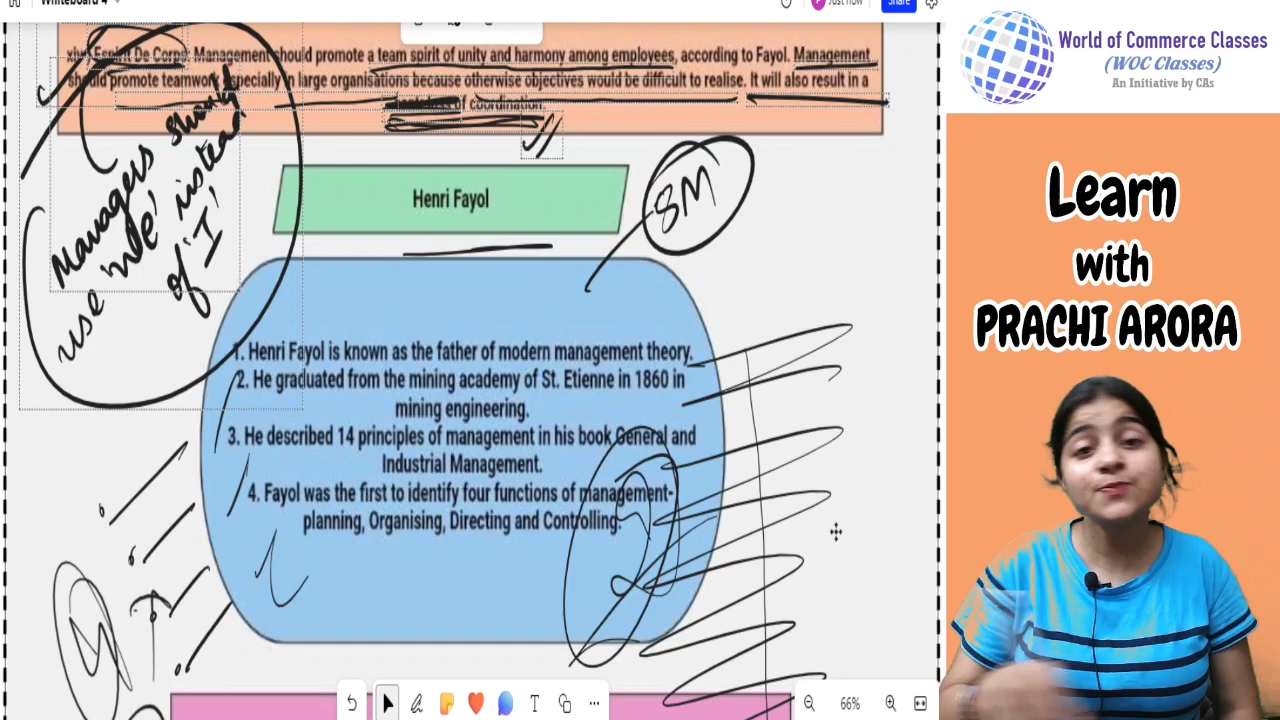 Whiteboard 4
Just now
Share
xiv. Esprit De Corps: Management should promote a team spirit of unity and harmony among employees, according to Fayol. Management
should promote teamwork especially in large organisations because otherwise objectives would be difficult to realise. It will also result in a
of coordination.
Managers should
use 'we' instead
of 'I'
Henri Fayol
8M
1. Henri Fayol is known as the father of modern management theory.
2. He graduated from the mining academy of St. Etienne in 1860 in
mining engineering.
3. He described 14 principles of management in his book General and
Industrial Management.
4. Fayol was the first to identify four functions of management-
planning, Organising, Directing and Controlling.
66%
World of Commerce Classes
(WOC Classes)
An Initiative by CAs
Learn
with
PRACHI ARORA